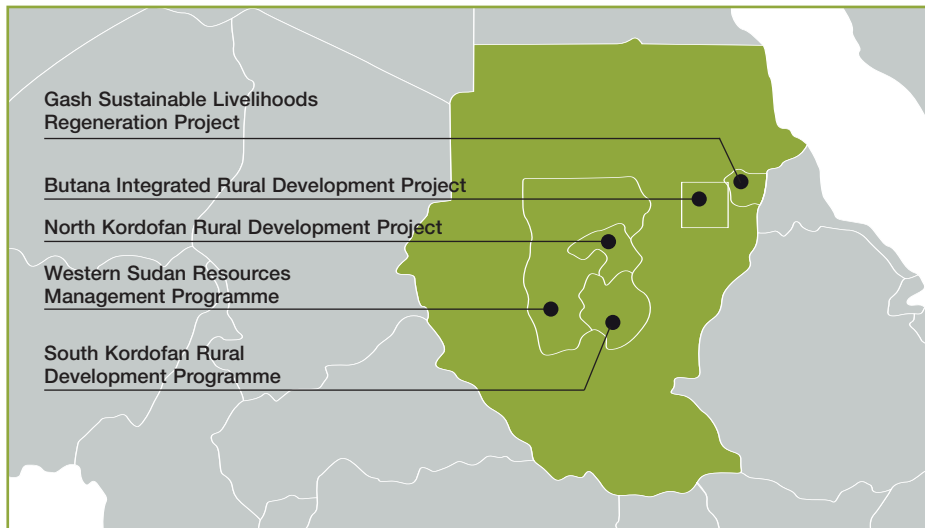 Gash Sustainable Livelihoods
Regeneration Project
Butana Integrated Rural Development Project
North Kordofan Rural Development Project
Western Sudan Resources
Management Programme
South Kordofan Rural
Development Programme